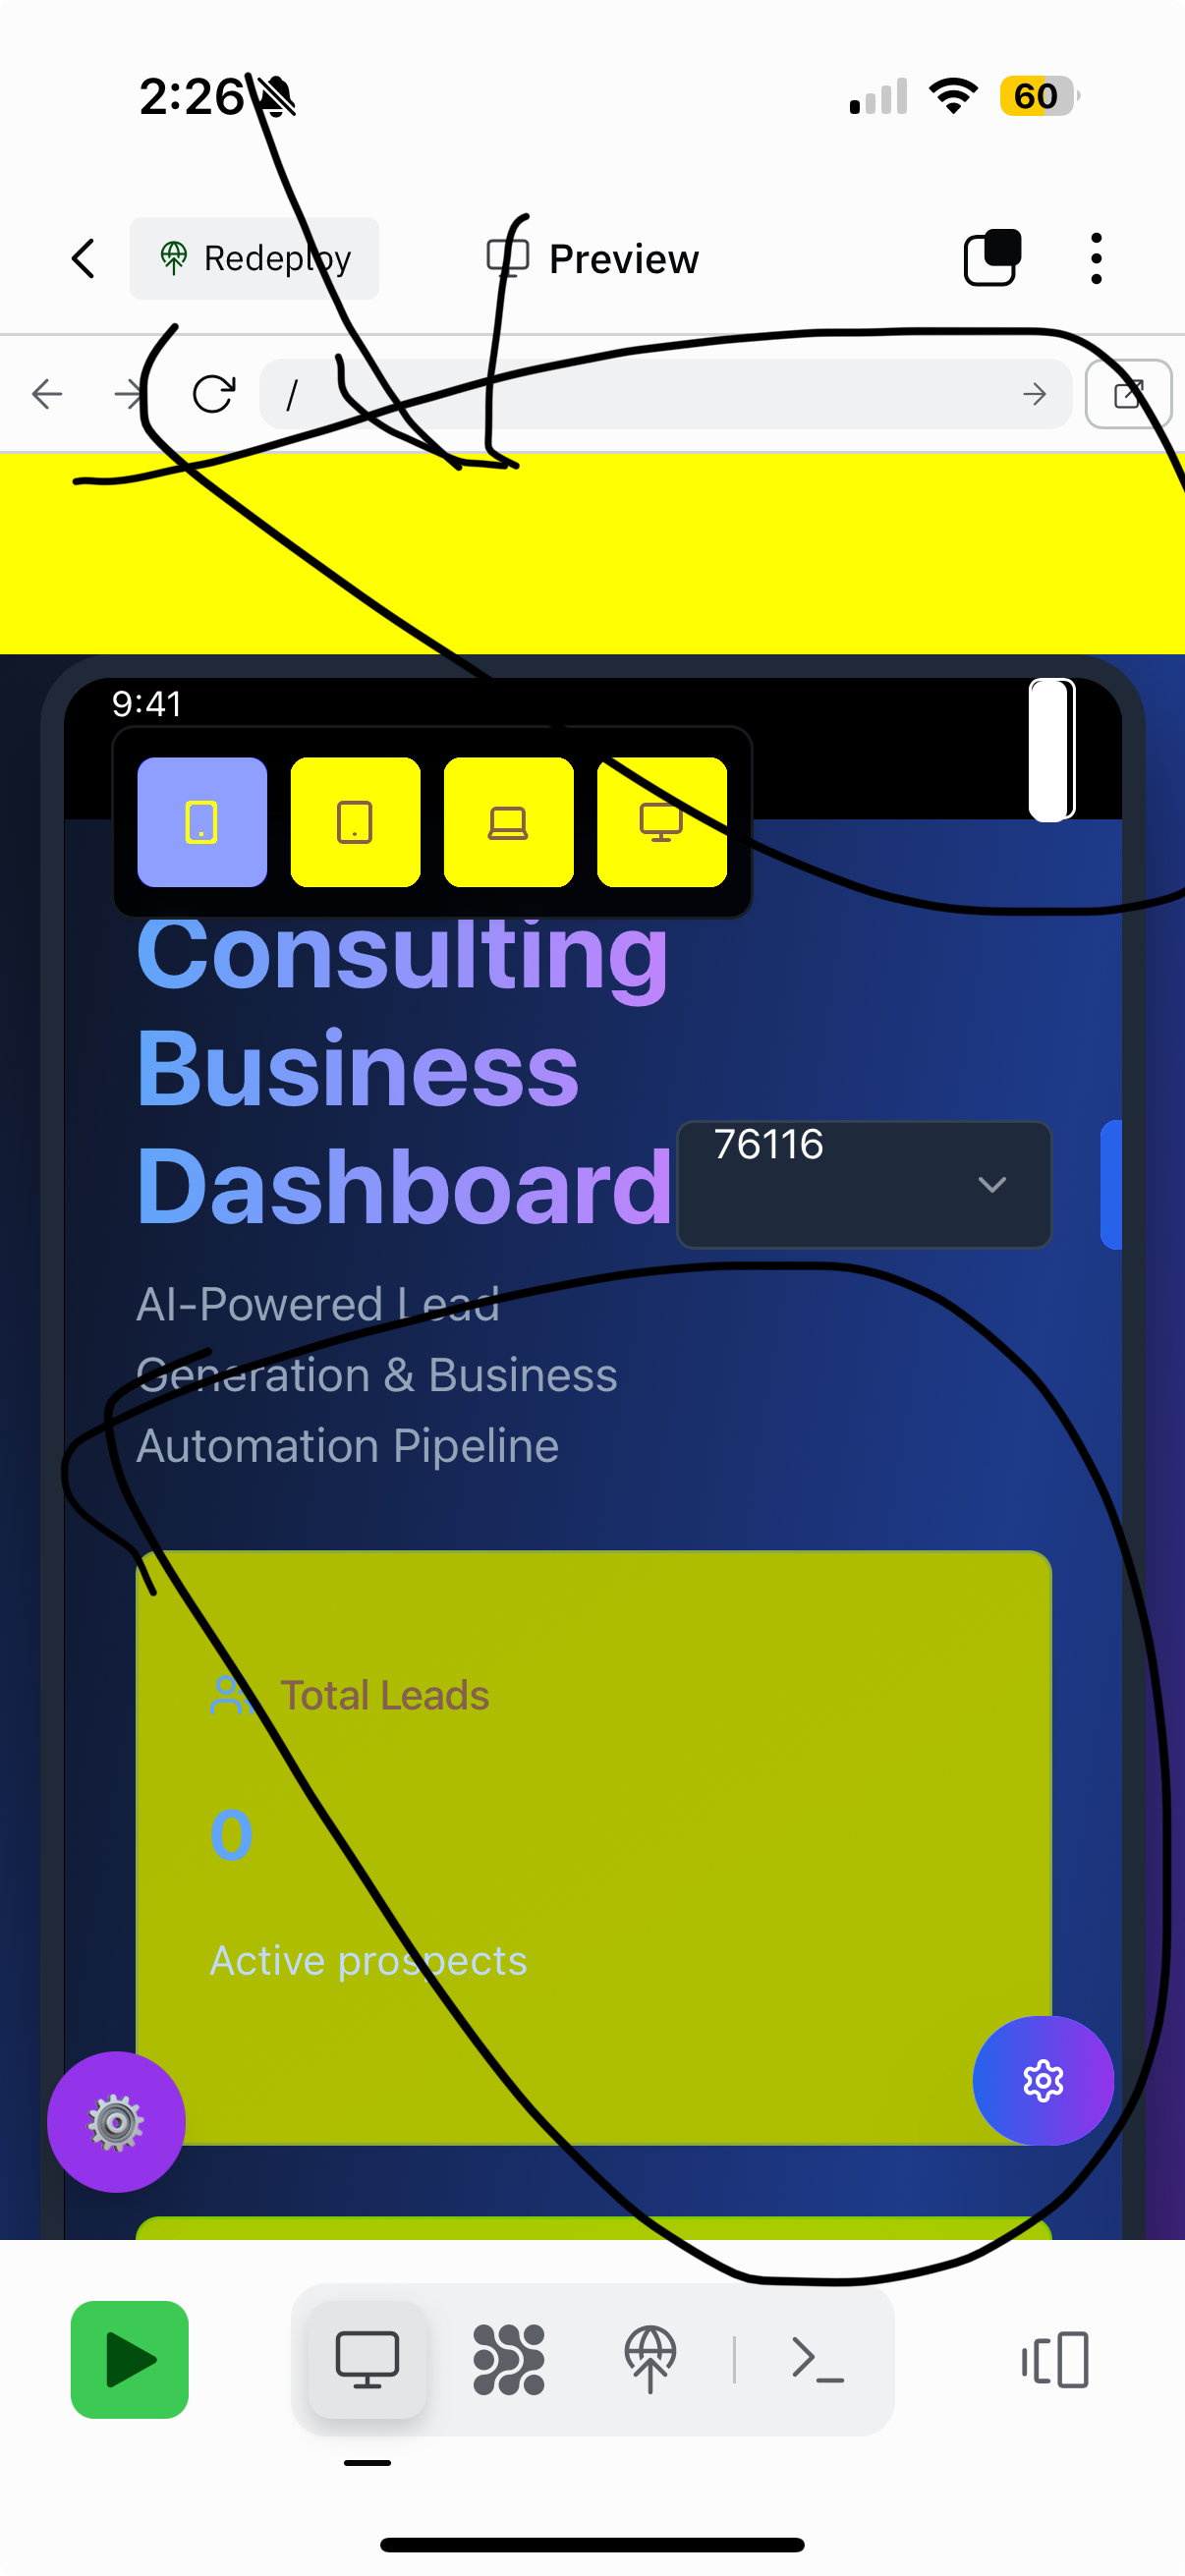 2:26
60
Redeploy
Preview
/
9:41
Consulting
Business
Dashboard
76116
AI-Powered Lead
Generation & Business
Automation Pipeline
Total Leads
0
Active prospects